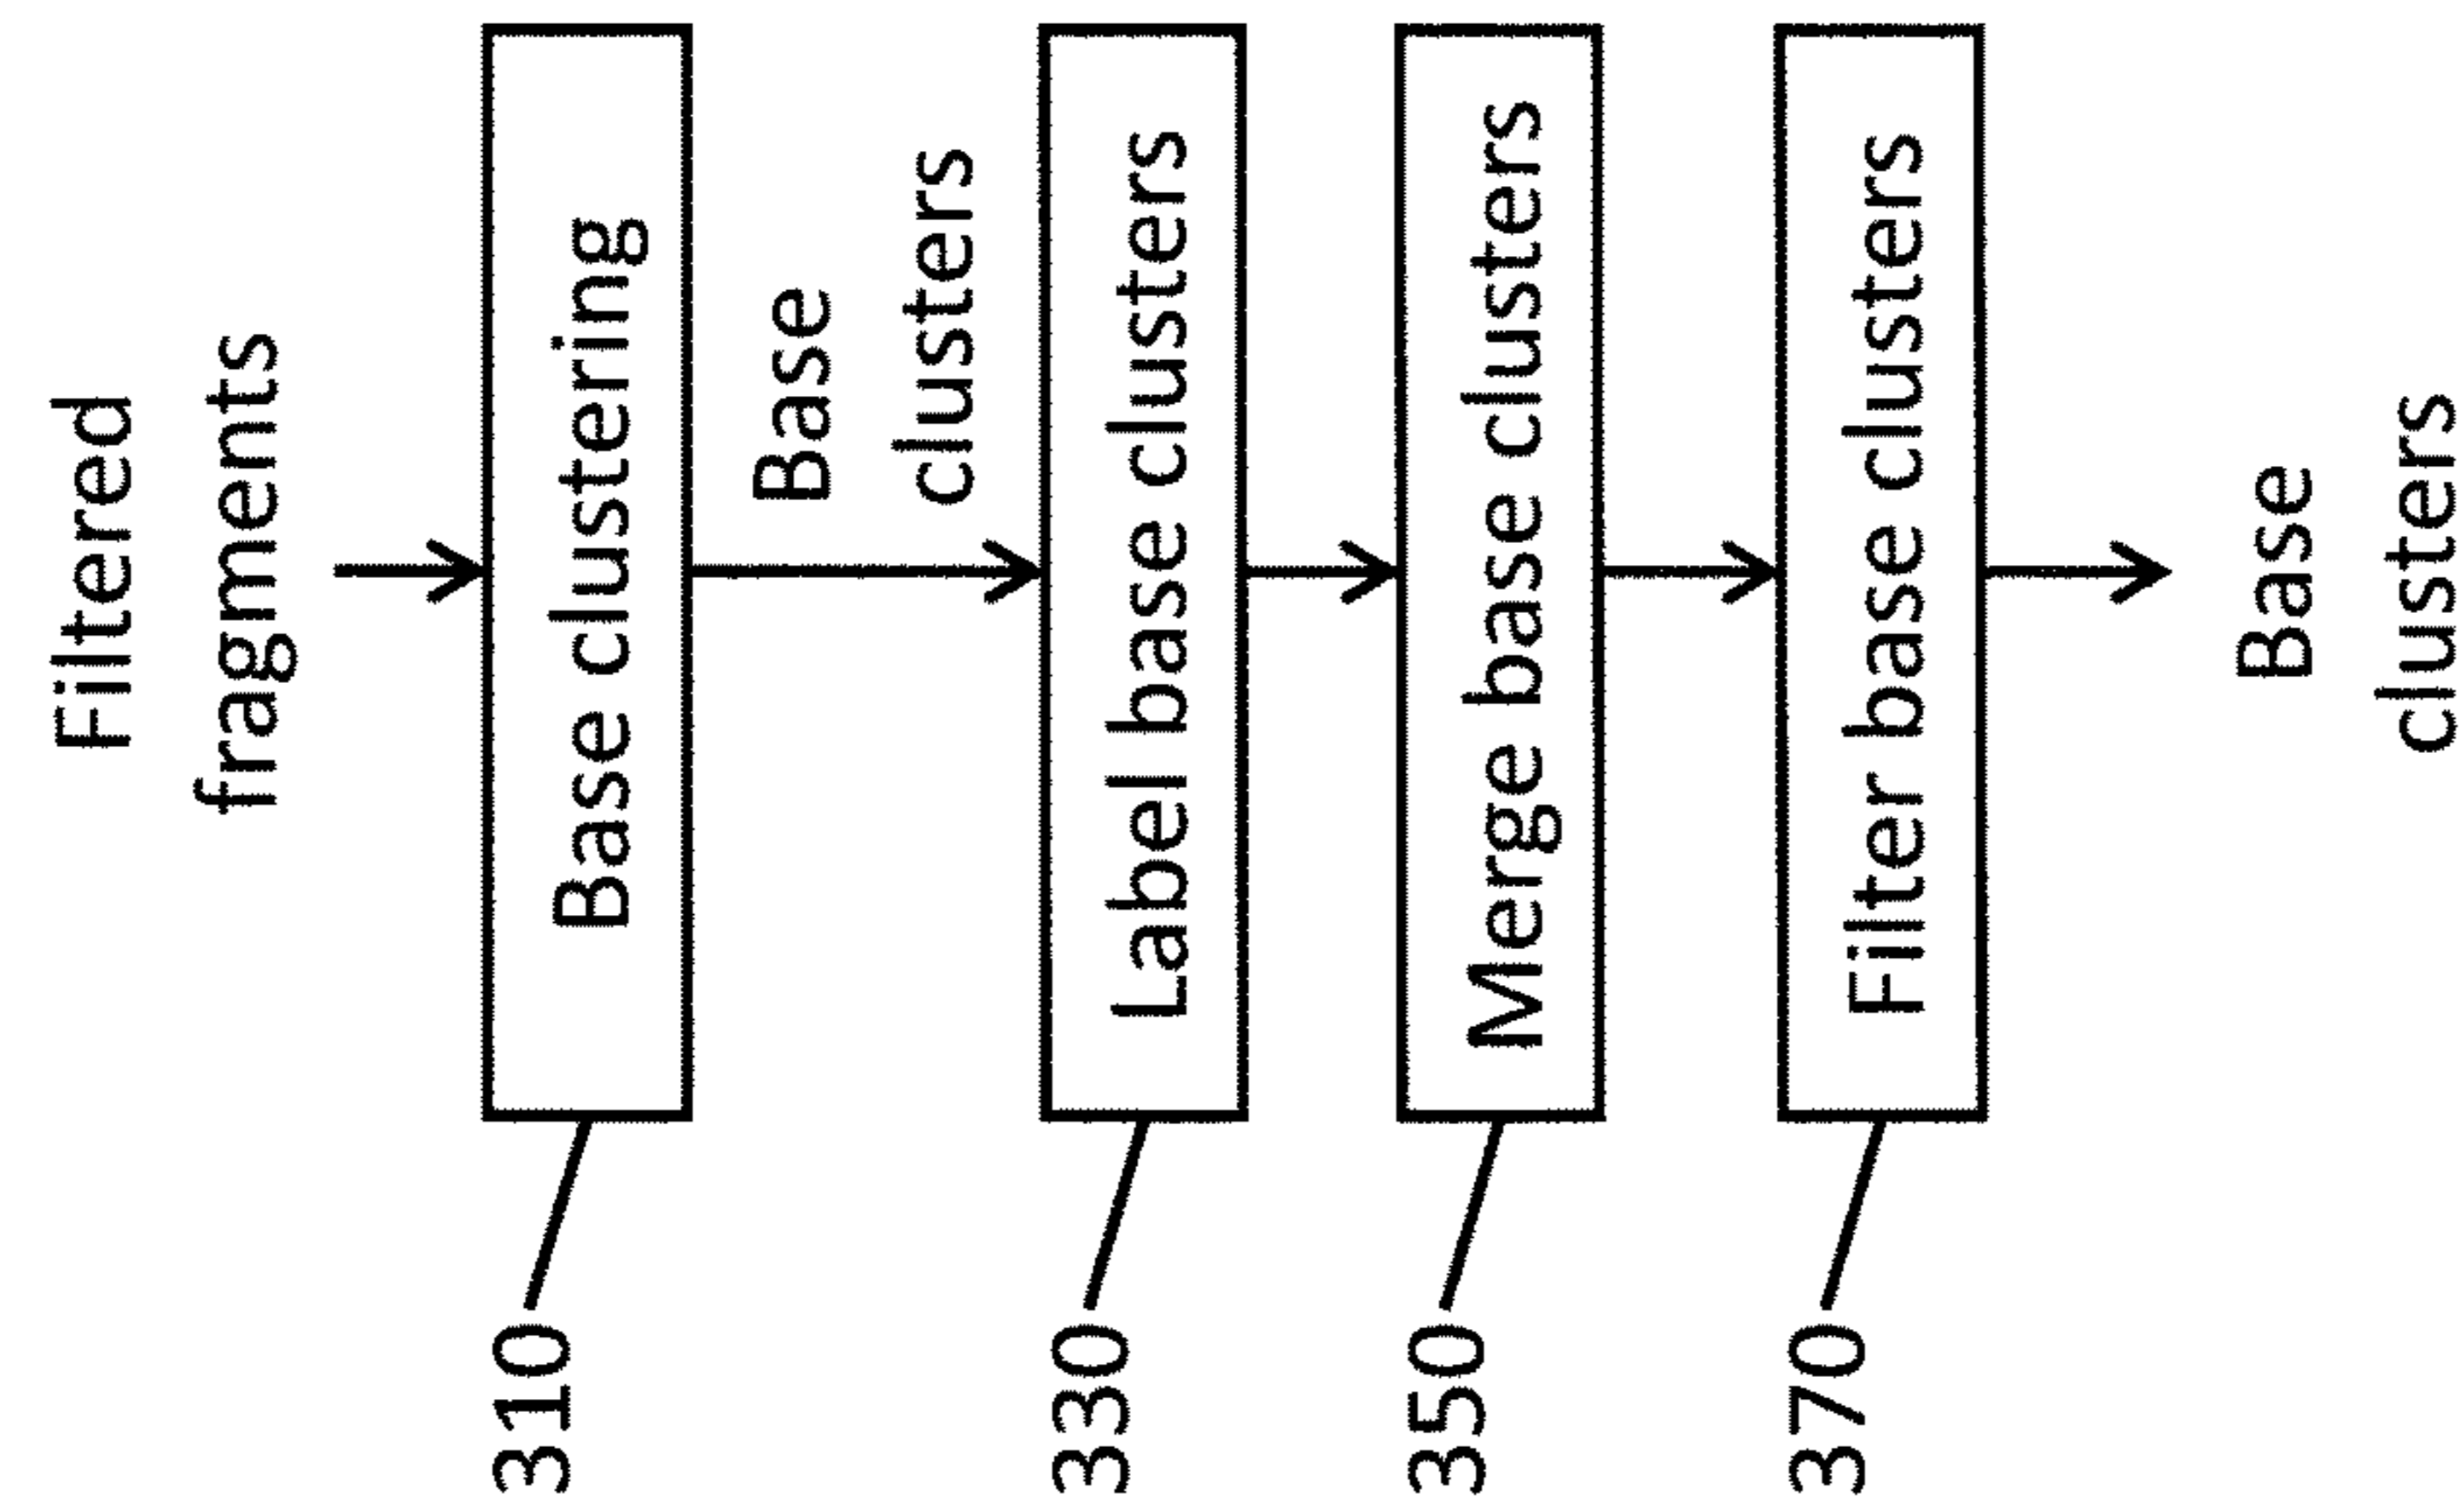 Filtered
fragments
310
Base clustering
Base
clusters
330
Label base clusters
350
Merge base clusters
370
Filter base clusters
Base
clusters